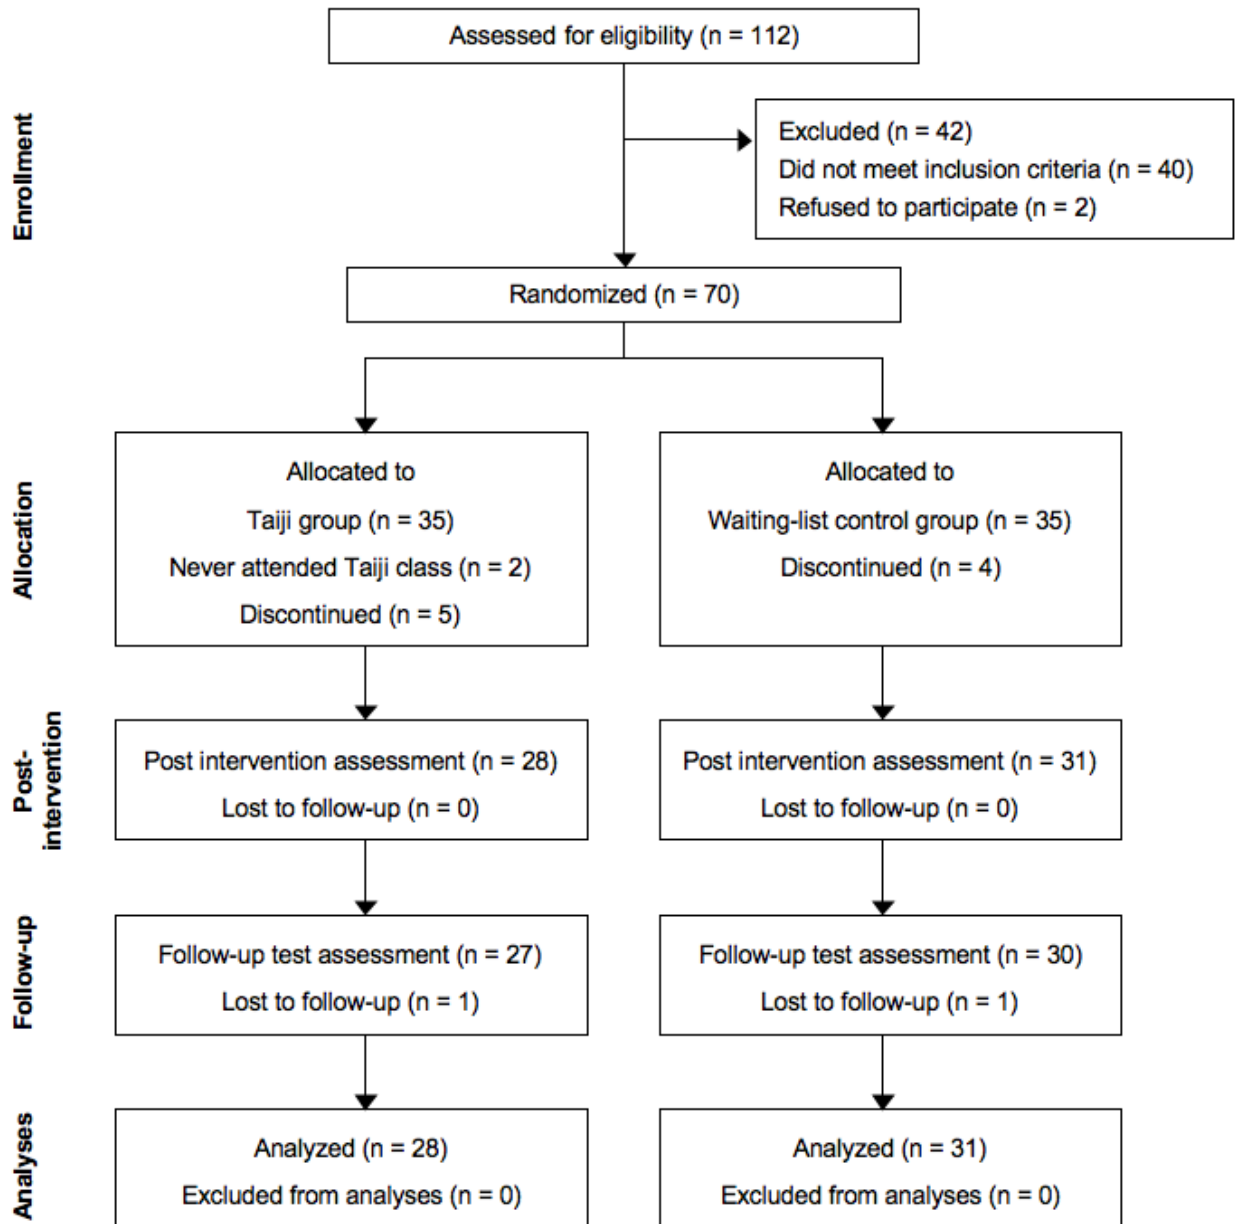 Assessed for eligibility (n = 112)
Enrollment
Excluded (n = 42)
Did not meet inclusion criteria (n = 40)
Refused to participate (n = 2)
Randomized (n = 70)
Allocation
Allocated to
Taiji group (n = 35)
Never attended Taiji class (n = 2)
Discontinued (n = 5)
Allocated to
Waiting-list control group (n = 35)
Discontinued (n = 4)
Post-
intervention
Post intervention assessment (n = 28)
Lost to follow-up (n = 0)
Post intervention assessment (n = 31)
Lost to follow-up (n = 0)
Follow-up
Follow-up test assessment (n = 27)
Lost to follow-up (n = 1)
Follow-up test assessment (n = 30)
Lost to follow-up (n = 1)
Analyses
Analyzed (n = 28)
Excluded from analyses (n = 0)
Analyzed (n = 31)
Excluded from analyses (n = 0)